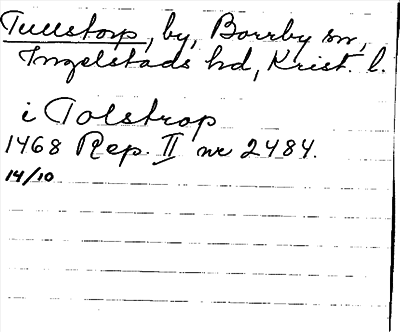 Tullstorp, by, Borrby sn,
Ingelstads hd, Krist. l.
i Tolstrop
1468 Rep. II nr 2484.
14/10